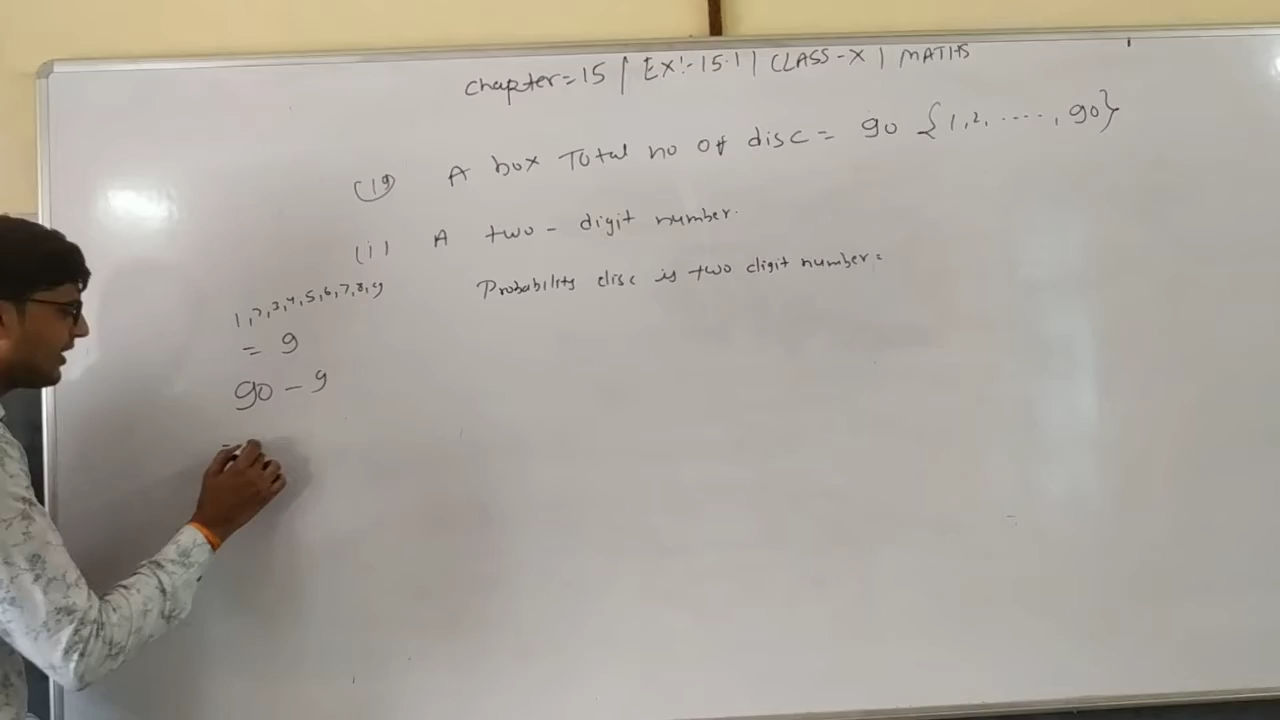 Chapter = 15 | EX:- 15.1 | CLASS - X | MATHS
(19) A box Total no of disc = 90 {1,2, ....., 90}
(i) A two - digit number.
Probability disc is two digit number =
1,2,3,4,5,6,7,8,9
= 9
90 - 9
=